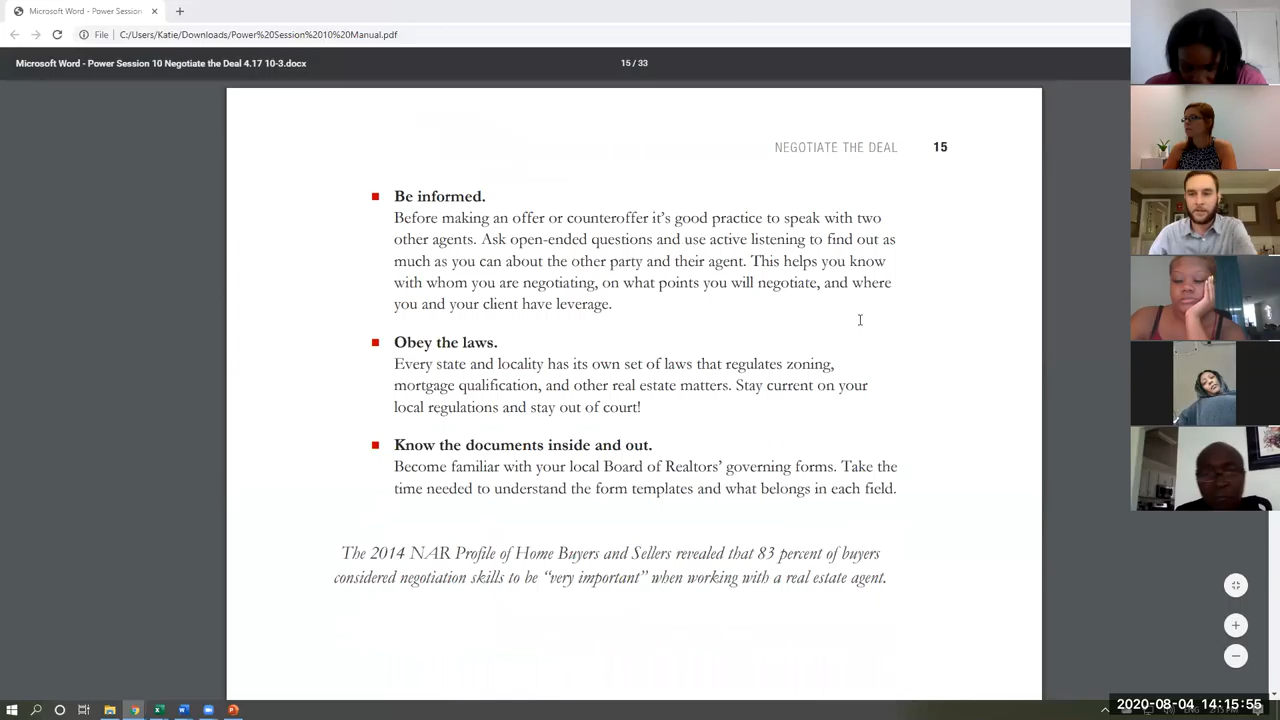 Microsoft Word - Power Session
File
C:/Users/Katie/Downloads/Power%20Session%2010%20Manual.pdf
Microsoft Word - Power Session 10 Negotiate the Deal 4.17 10-3.docx
15 / 33
NEGOTIATE THE DEAL 15
Be informed.
Before making an offer or counteroffer it’s good practice to speak with two
other agents. Ask open-ended questions and use active listening to find out as
much as you can about the other party and their agent. This helps you know
with whom you are negotiating, on what points you will negotiate, and where
you and your client have leverage.
Obey the laws.
Every state and locality has its own set of laws that regulates zoning,
mortgage qualification, and other real estate matters. Stay current on your
local regulations and stay out of court!
Know the documents inside and out.
Become familiar with your local Board of Realtors’ governing forms. Take the
time needed to understand the form templates and what belongs in each field.
The 2014 NAR Profile of Home Buyers and Sellers revealed that 83 percent of buyers
considered negotiation skills to be “very important” when working with a real estate agent.
2020-08-04 14:15:55